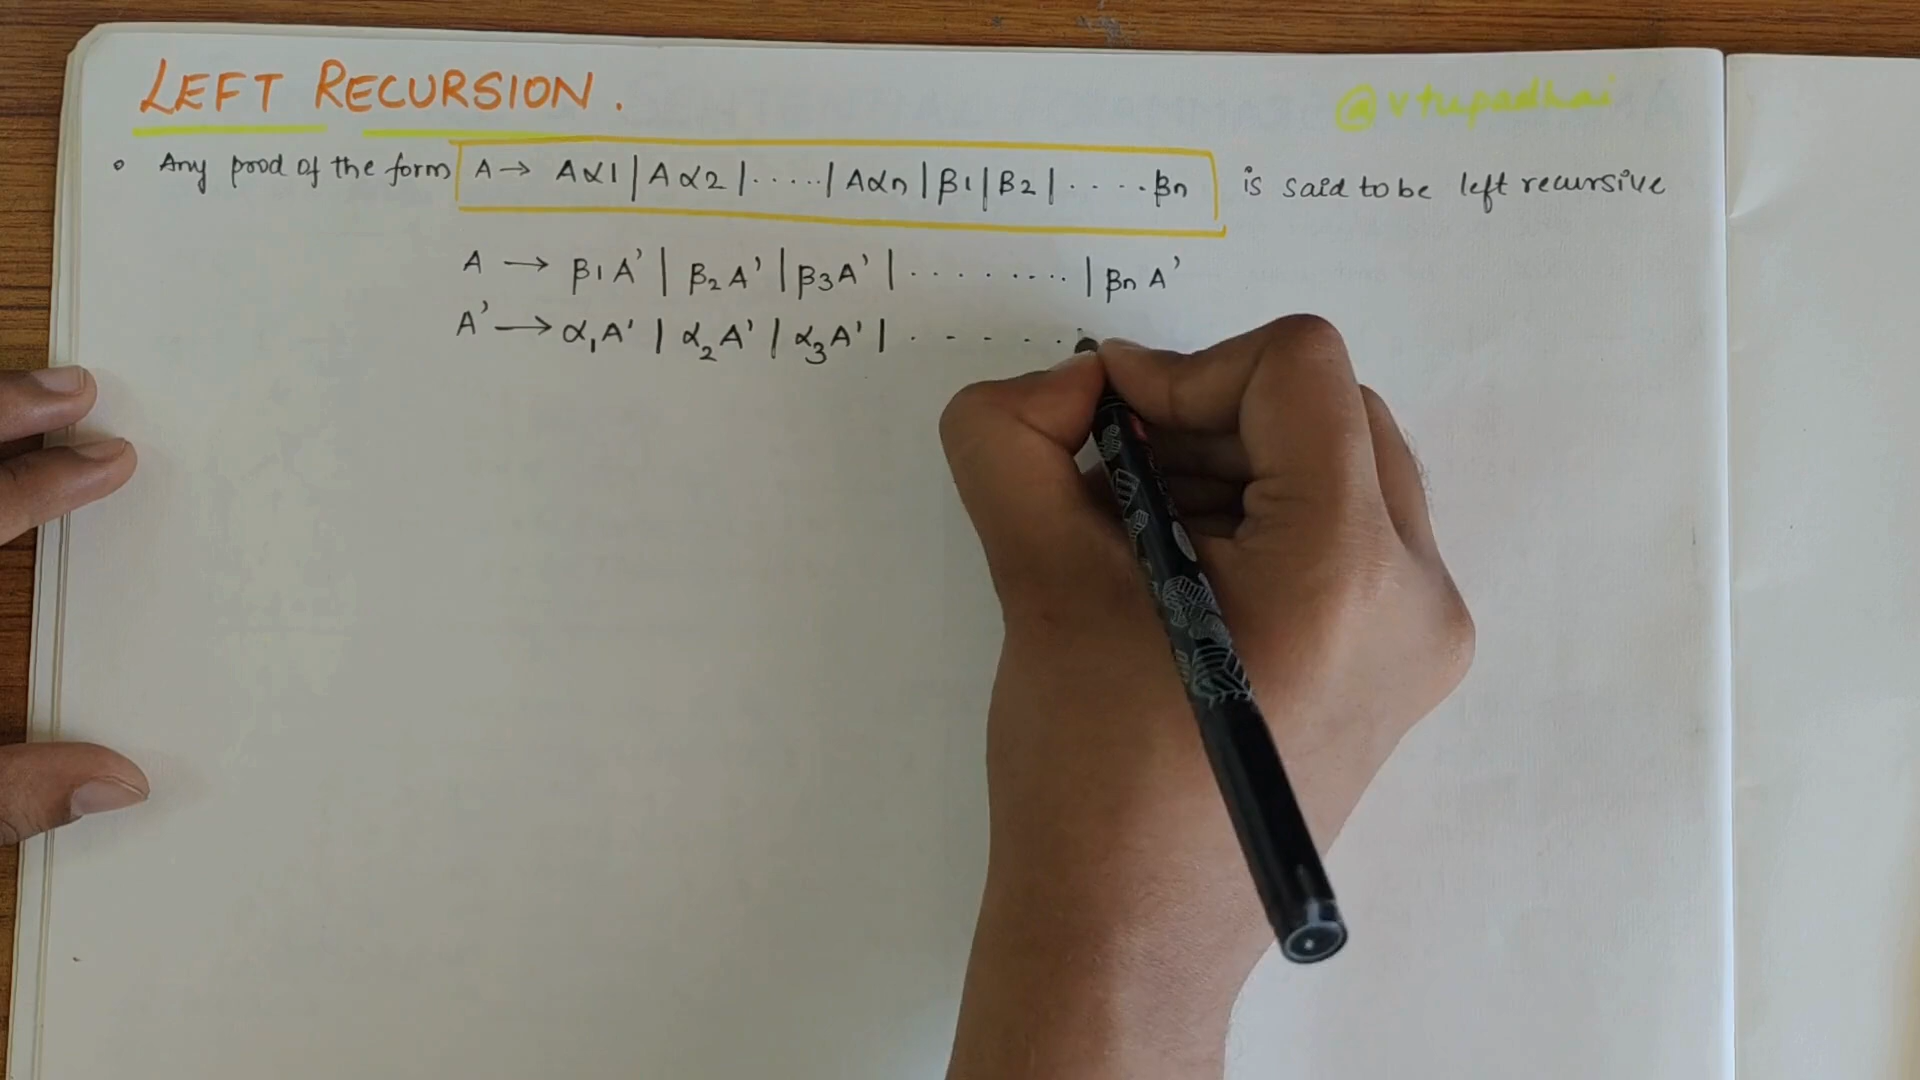 LEFT RECURSION.
@vtupadhai
∘ Any prod of the form A → Aα1 | Aα2 | ..... | Aαn | β1 | β2 | ..... βn is said to be left recursive
A → β1 A' | β2 A' | β3 A' | ........ | βn A'
A' → α1 A' | α2 A' | α3 A' | . - - - .